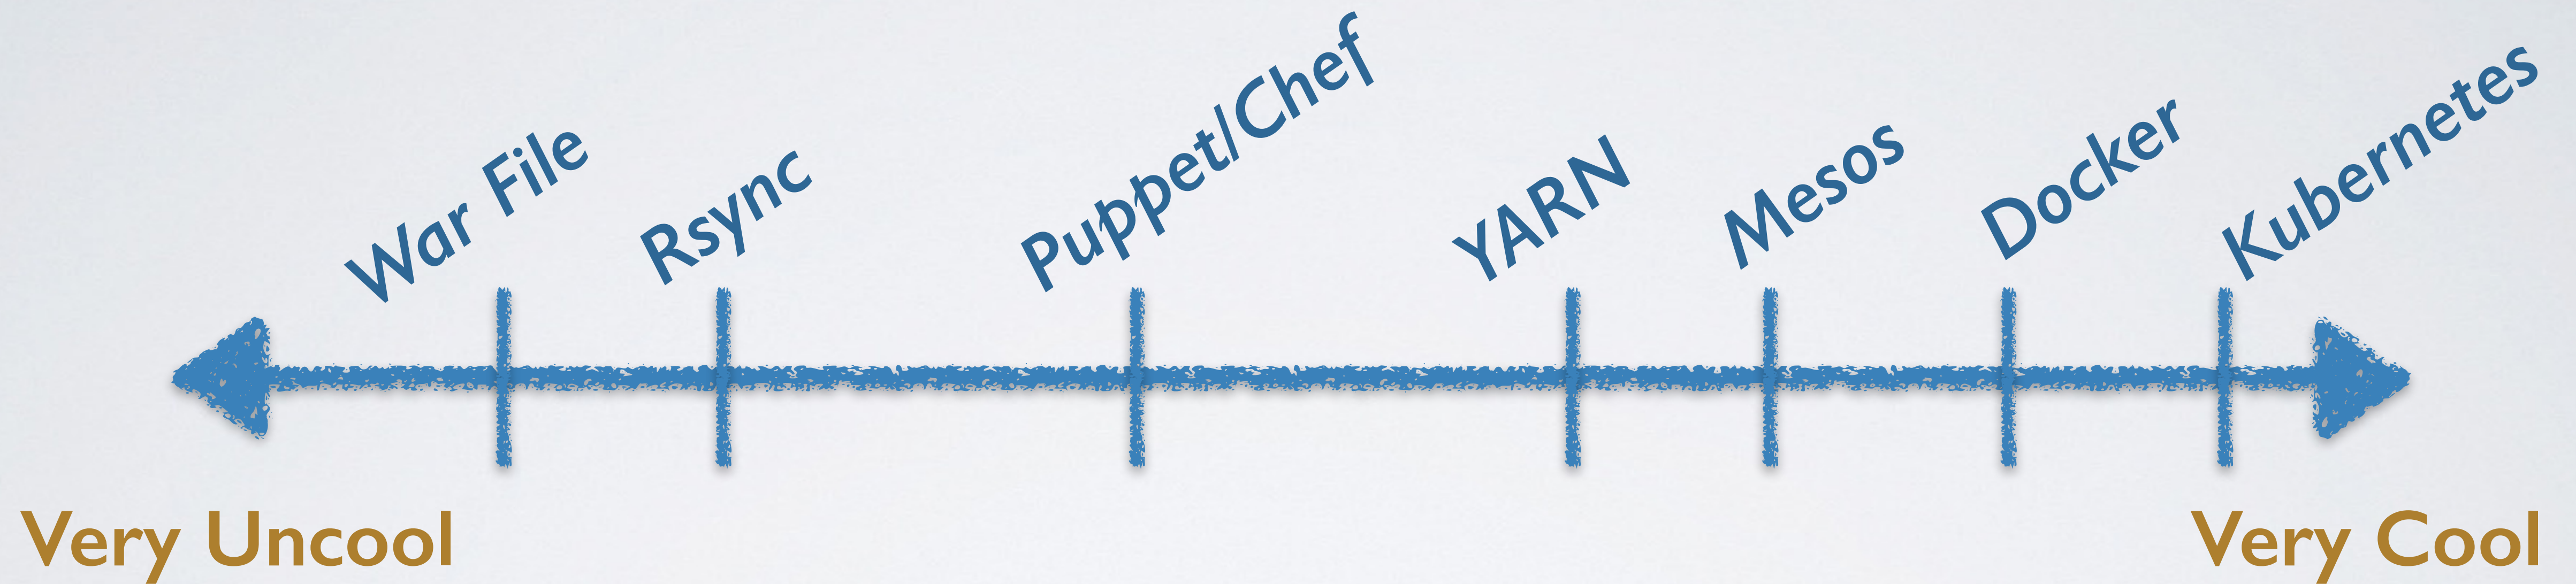 War File
Rsync
Puppet/Chef
YARN
Mesos
Docker
Kubernetes
Very Uncool
Very Cool